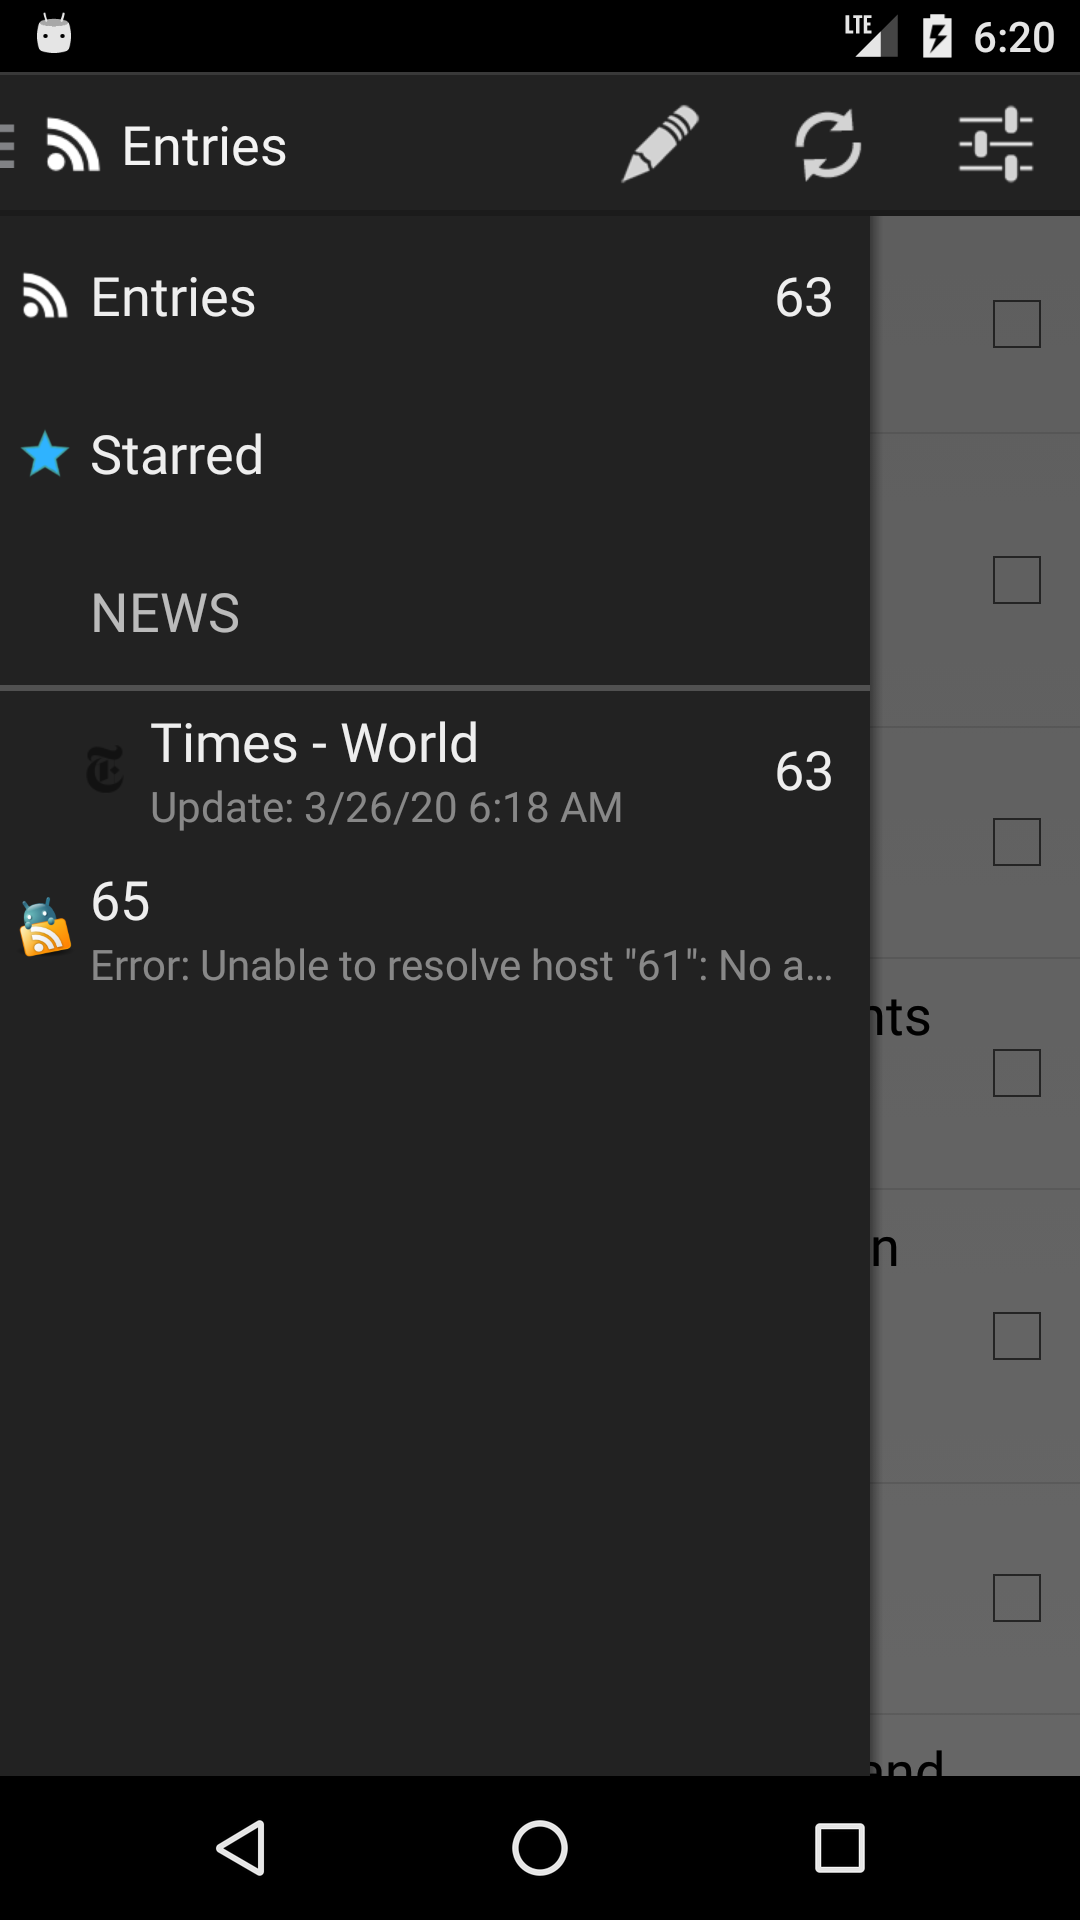 LTE 6:20
Entries
Entries 63
Starred
NEWS
Times - World 63
Update: 3/26/20 6:18 AM
65
Error: Unable to resolve host "61": No a...
nts
n
and